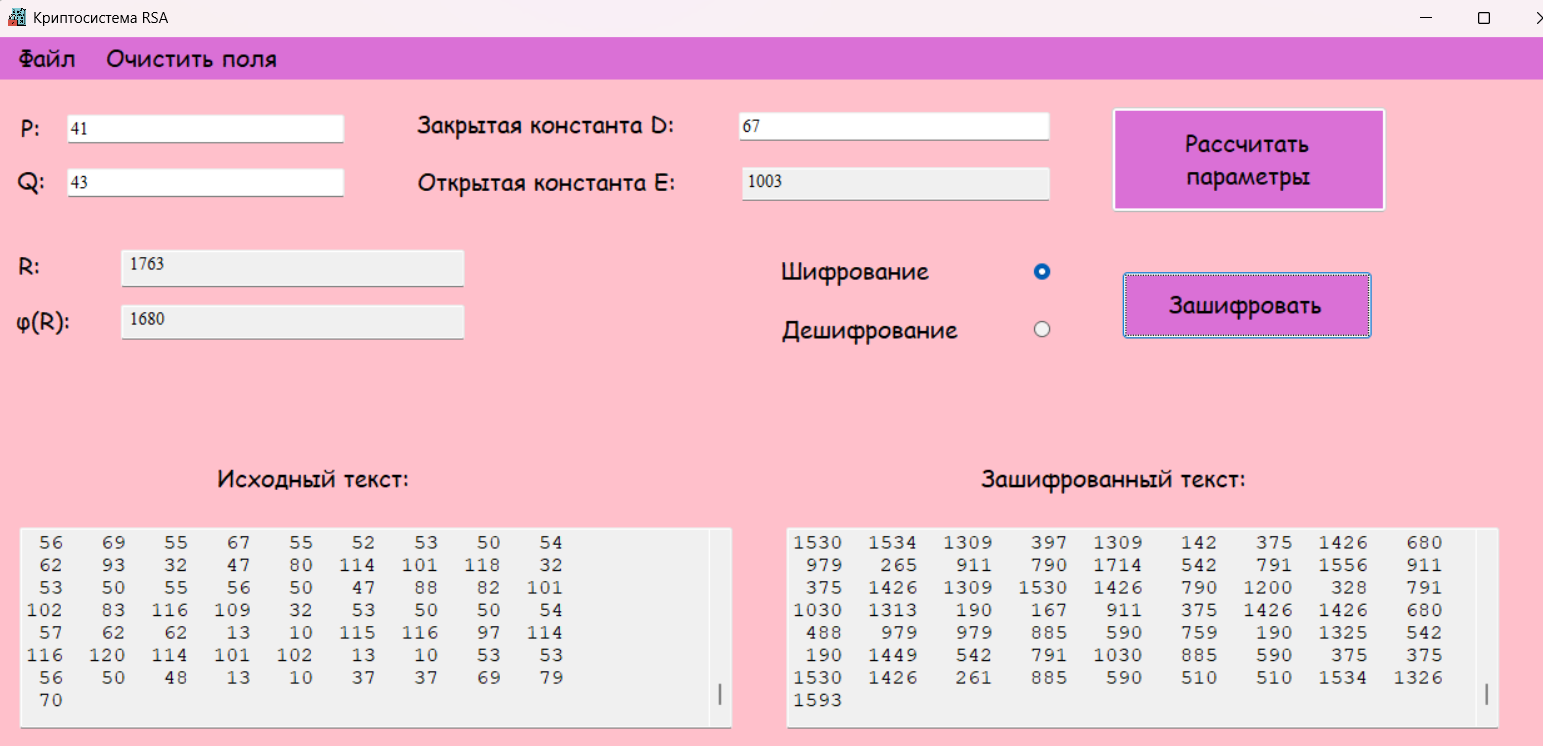 Криптосистема RSA
Файл Очистить поля
P: 41 Закрытая константа D: 67 Рассчитать параметры
Q: 43 Открытая константа E: 1003
R: 1763
φ(R): 1680
Шифрование
Дешифрование
Зашифровать
Исходный текст:
56 69 55 67 55 52 53 50 54
62 93 32 47 80 114 101 118 32
53 50 55 56 50 47 88 82 101
102 83 116 109 32 53 50 50 54
57 62 62 13 10 115 116 97 114
116 120 114 101 102 13 10 53 53
56 50 48 13 10 37 37 69 79
70
Зашифрованный текст:
1530 1534 1309 397 1309 142 375 1426 680
979 265 911 790 1714 542 791 1556 911
375 1426 1309 1530 1426 790 1200 328 791
1030 1313 190 167 911 375 1426 1426 680
488 979 979 885 590 759 190 1325 542
190 1449 542 791 1030 885 590 375 375
1530 1426 261 885 590 510 510 1534 1326
1593